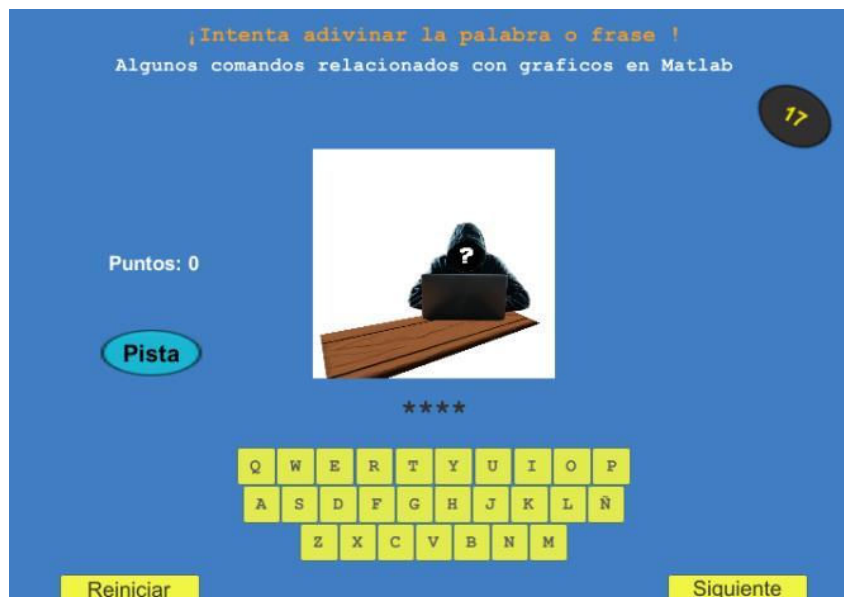 ¡Intenta adivinar la palabra o frase !
Algunos comandos relacionados con graficos en Matlab
17
?
Puntos: 0
Pista
****
Q W E R T Y U I O P
A S D F G H J K L Ñ
Z X C V B N M
Reiniciar
Siguiente